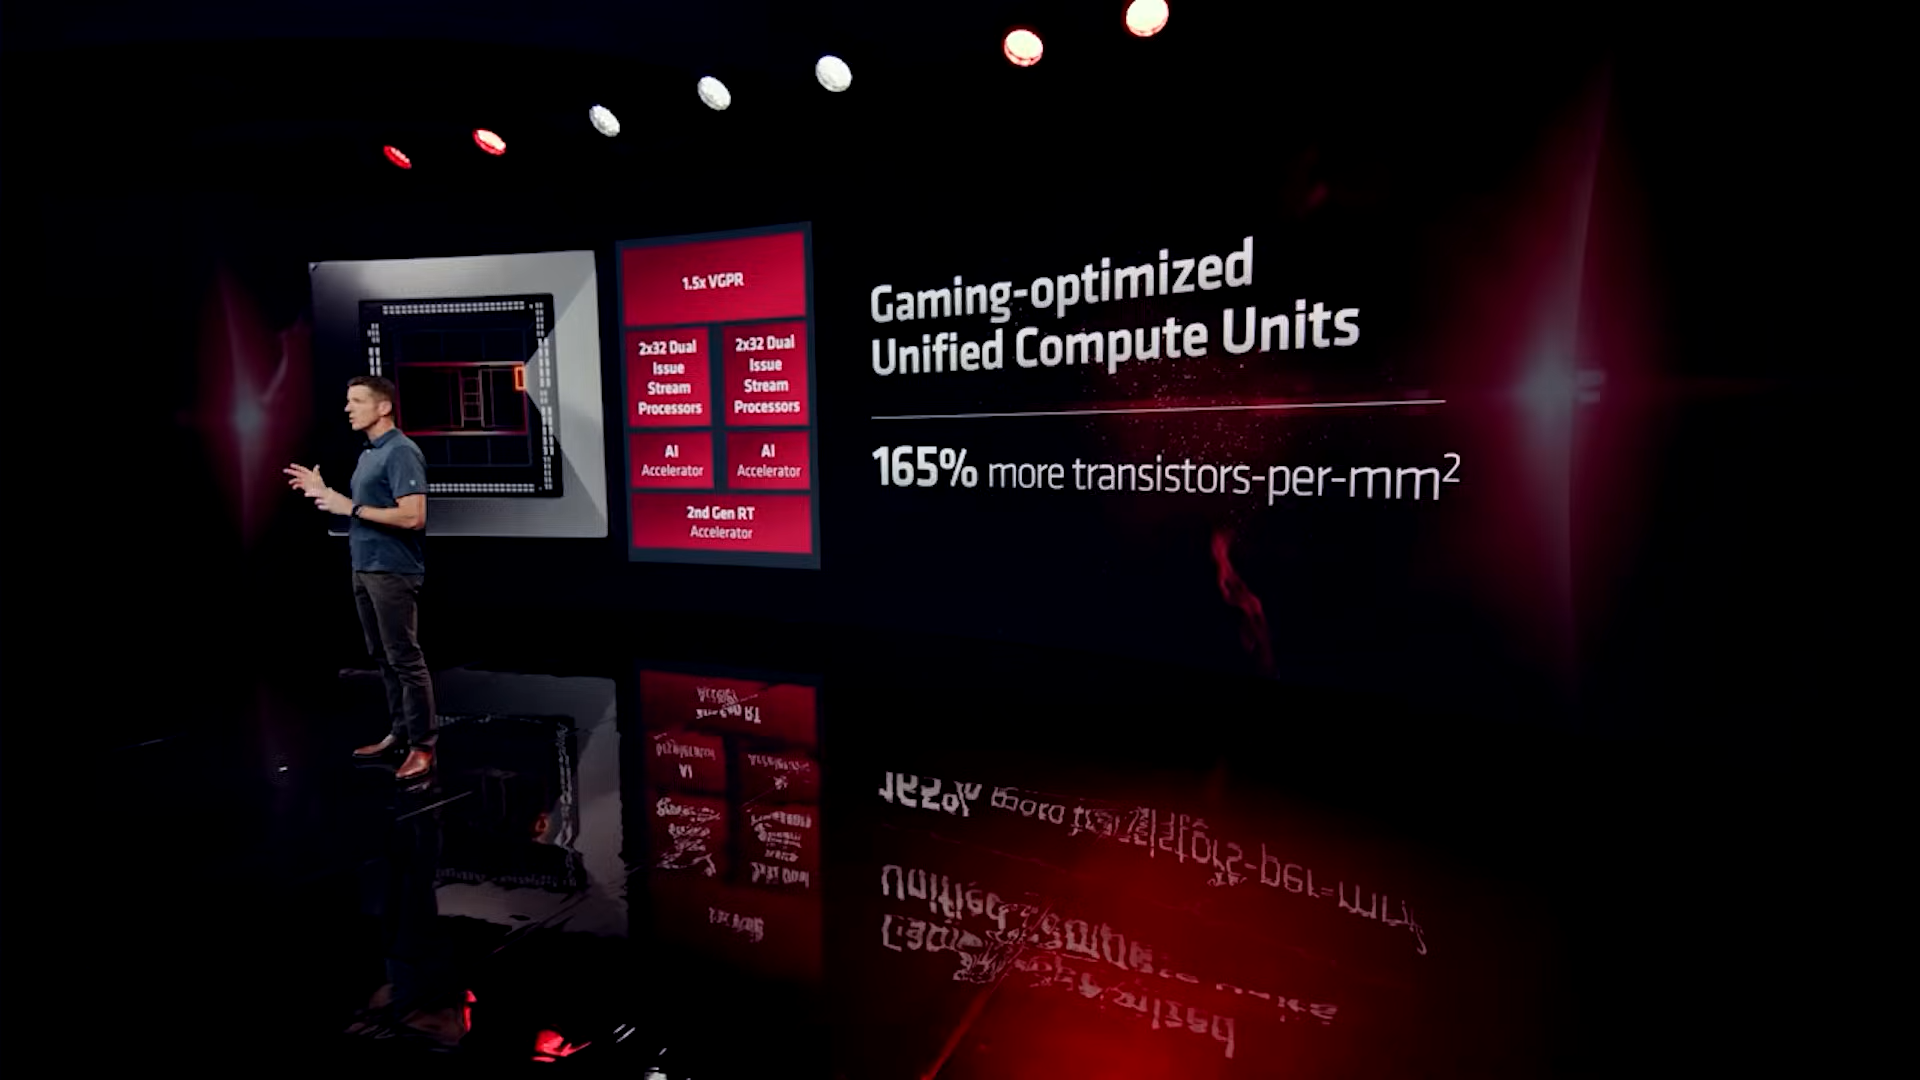 1.5x VGPR
2x32 Dual
Issue
Stream
Processors
2x32 Dual
Issue
Stream
Processors
AI
Accelerator
AI
Accelerator
2nd Gen RT
Accelerator
Gaming-optimized
Unified Compute Units
165% more transistors-per-mm²